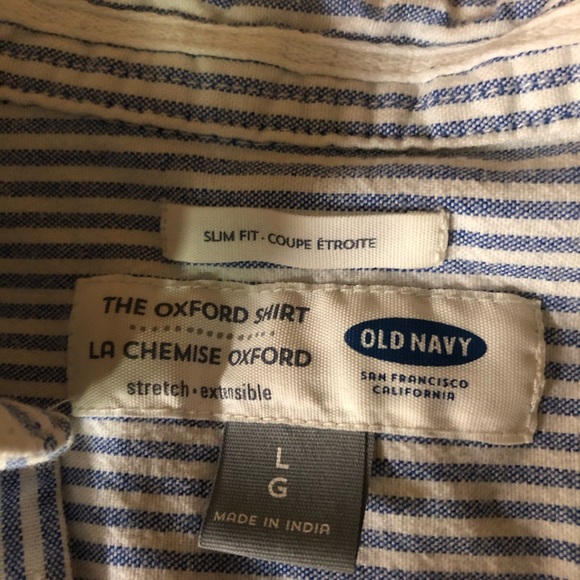 SLIM FIT · COUPE ÉTROITE
THE OXFORD SHIRT
LA CHEMISE OXFORD
stretch · extensible
OLD NAVY
SAN FRANCISCO
CALIFORNIA
L
G
MADE IN INDIA